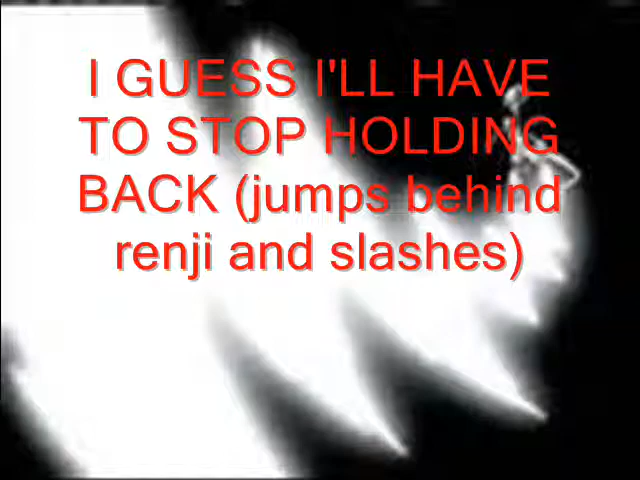 I GUESS I'LL HAVE
TO STOP HOLDING
BACK (jumps behind
renji and slashes)